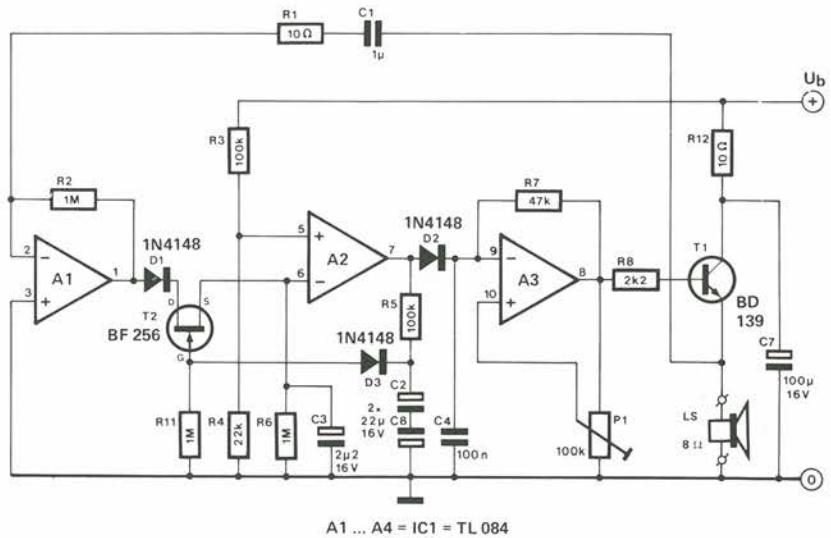 R1
10Ω
C1
1µ
Ub
+
R3
100k
R12
10Ω
R2
1M
R7
47k
1N4148
D1
1N4148
D2
2
−
A1
1
3
+
5
+
A2
7
6
−
9
−
A3
8
10
R8
2k2
T1
BD
139
D
S
T2
BF 256
G
R5
100k
1N4148
D3
C7
100µ
16V
R11
1M
R4
22k
R6
1M
C3
2µ2
16V
C2
2x
22µ
16V
C8
C4
100n
P1
100k
LS
8Ω
0
A1 ... A4 = IC1 = TL 084